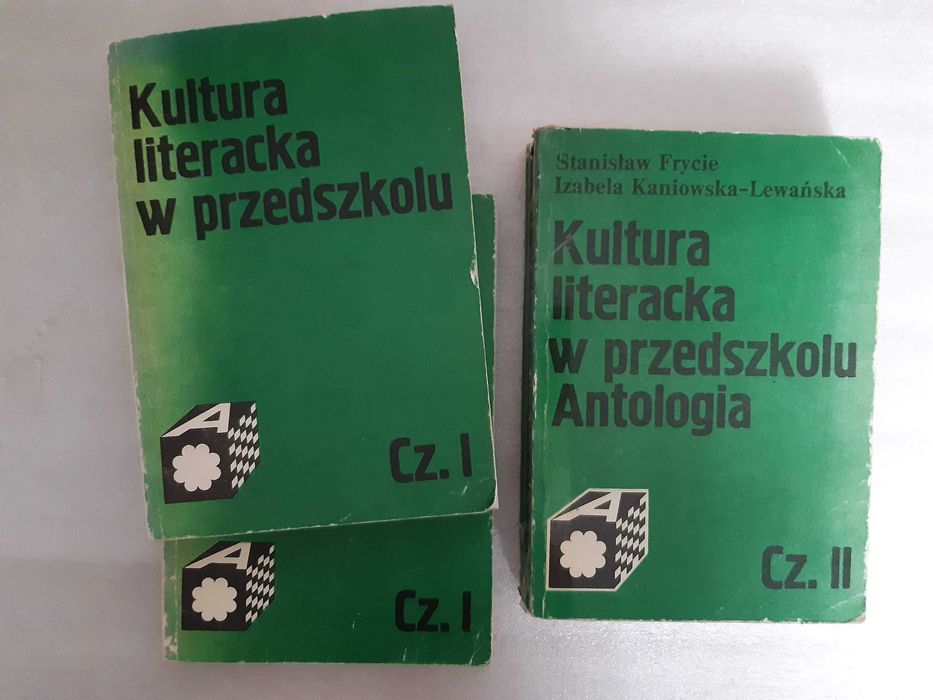 Kultura
literacka
w przedszkolu
A
Cz. I
A
Cz. I
Stanisław Frycie
Izabela Kaniowska-Lewańska
Kultura
literacka
w przedszkolu
Antologia
A
Cz. II